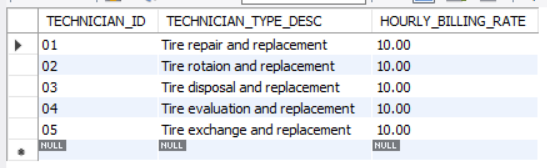 TECHNICIAN_ID TECHNICIAN_TYPE_DESC HOURLY_BILLING_RATE
01 Tire repair and replacement 10.00
02 Tire rotaion and replacement 10.00
03 Tire disposal and replacement 10.00
04 Tire evaluation and replacement 10.00
05 Tire exchange and replacement 10.00
NULL NULL NULL